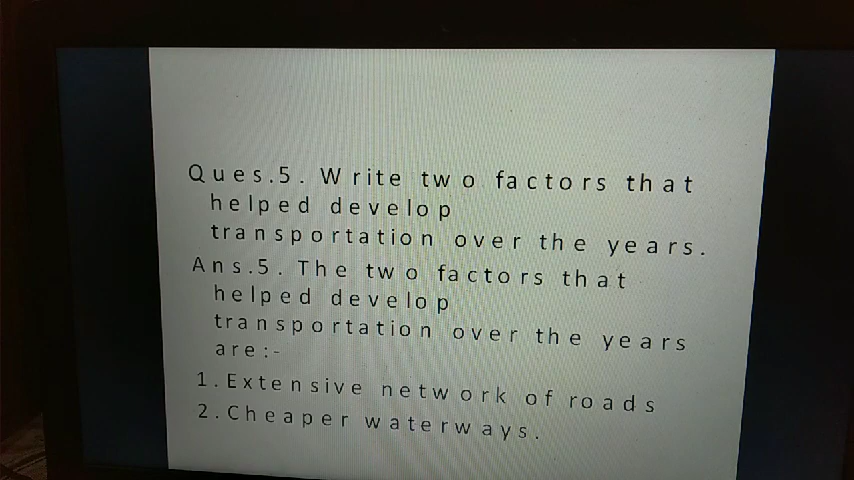 Ques.5. Write two factors that
helped develop
transportation over the years.
Ans.5. The two factors that
helped develop
transportation over the years
are:-
1.Extensive network of roads
2.Cheaper waterways.